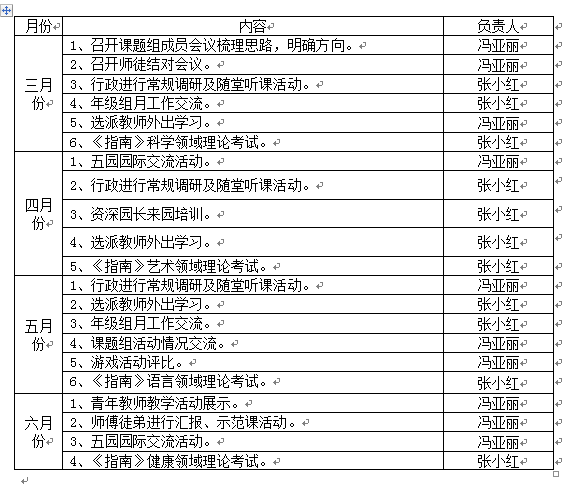 月份 内容 负责人
三月份 1、召开课题组成员会议梳理思路，明确方向。 冯亚丽
2、召开师徒结对会议。 冯亚丽
3、行政进行常规调研及随堂听课活动。 张小红
4、年级组月工作交流。 张小红
5、选派教师外出学习。 冯亚丽
6、《指南》科学领域理论考试。 张小红
四月份 1、五园园际交流活动。 冯亚丽
2、行政进行常规调研及随堂听课活动。 张小红
3、资深园长来园培训。 张小红
4、选派教师外出学习。 张小红
5、《指南》艺术领域理论考试。 张小红
五月份 1、行政进行常规调研及随堂听课活动。 冯亚丽
2、选派教师外出学习。 张小红
3、年级组月工作交流。 张小红
4、课题组活动情况交流。 冯亚丽
5、游戏活动评比。 冯亚丽
6、《指南》语言领域理论考试。 张小红
六月份 1、青年教师教学活动展示。 冯亚丽
2、师傅徒弟进行汇报、示范课活动。 冯亚丽
3、五园园际交流活动。 冯亚丽
4、《指南》健康领域理论考试。 张小红